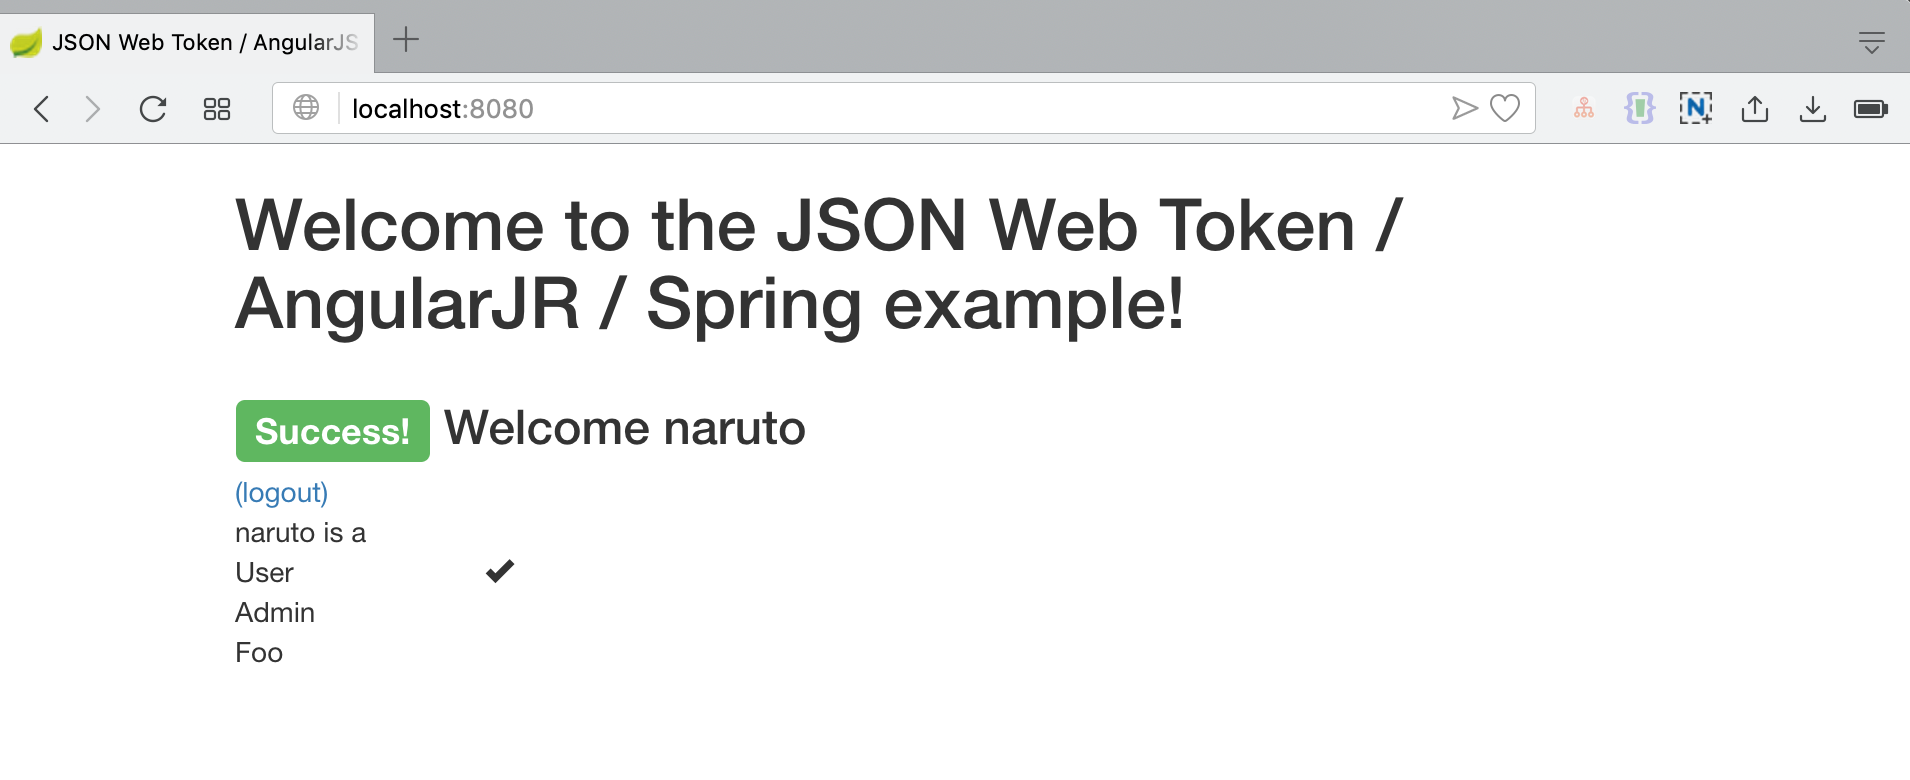 JSON Web Token / AngularJS
localhost:8080
Welcome to the JSON Web Token /
AngularJR / Spring example!
Success! Welcome naruto
(logout)
naruto is a
User
Admin
Foo